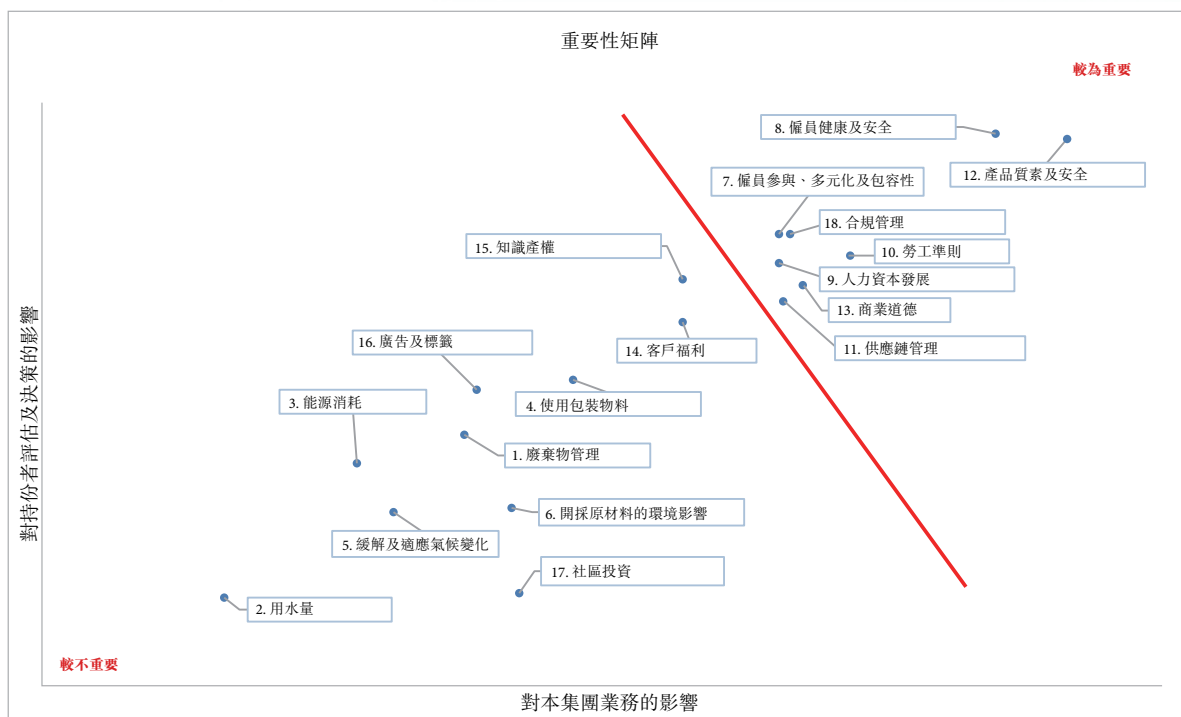 重要性矩陣
較為重要
8. 僱員健康及安全
12. 產品質素及安全
7. 僱員參與、多元化及包容性
18. 合規管理
15. 知識產權
10. 勞工準則
9. 人力資本發展
13. 商業道德
16. 廣告及標籤
14. 客戶福利
11. 供應鏈管理
3. 能源消耗
4. 使用包裝物料
1. 廢棄物管理
6. 開採原材料的環境影響
5. 緩解及適應氣候變化
17. 社區投資
2. 用水量
對持份者評估及決策的影響
較不重要
對本集團業務的影響